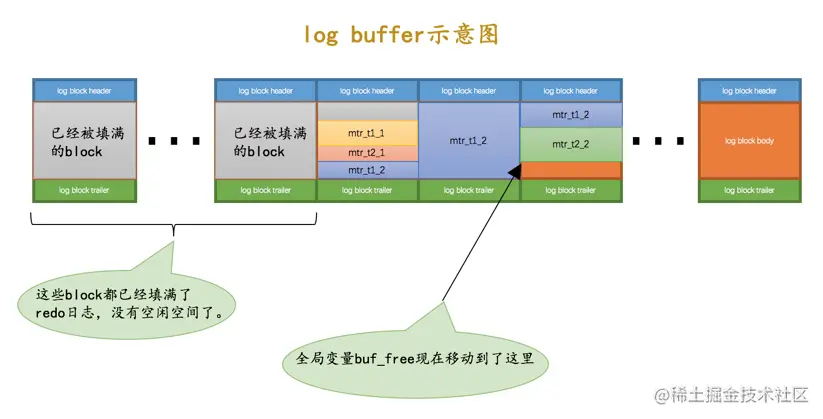 log buffer示意图
log block header
已经被填满
的block
log block trailer
log block header
已经被填满
的block
log block trailer
log block header
mtr_t1_1
mtr_t2_1
mtr_t1_2
log block trailer
log block header
mtr_t1_2
log block trailer
log block header
mtr_t1_2
mtr_t2_2
log block trailer
log block header
log block body
log block trailer
这些block都已经填满了
redo日志，没有空闲空间了。
全局变量buf_free现在移动到了这里
@稀土掘金技术社区